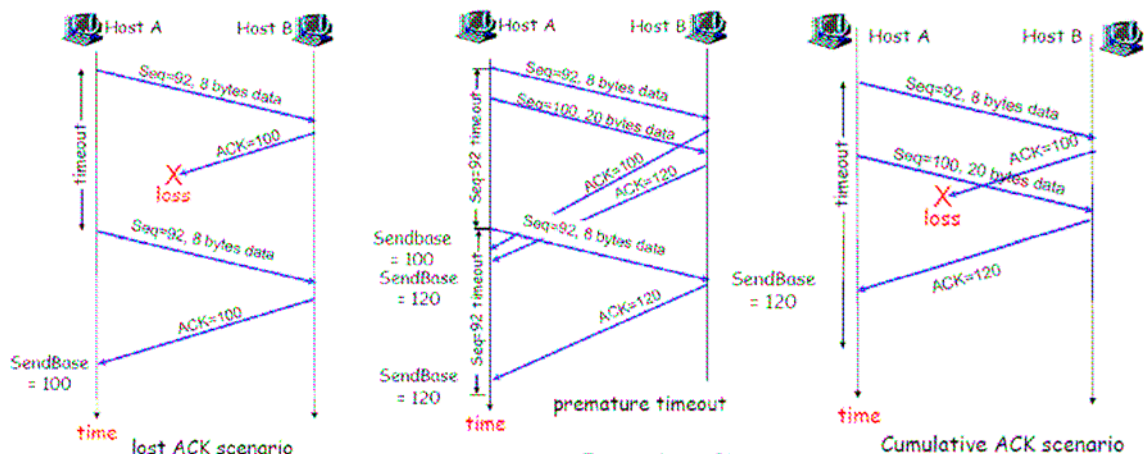 Host A
Host B
Seq=92, 8 bytes data
timeout
ACK=100
X
loss
Seq=92, 8 bytes data
ACK=100
SendBase
= 100
time
lost ACK scenario
Host A
Host B
Seq=92, 8 bytes data
Seq=100, 20 bytes data
Seq=92 timeout
ACK=100
ACK=120
Seq=92, 8 bytes data
Sendbase
= 100
SendBase
= 120
Seq=92 timeout
ACK=120
SendBase
= 120
premature timeout
time
Host A
Host B
Seq=92, 8 bytes data
timeout
ACK=100
Seq=100, 20 bytes data
X
loss
SendBase
= 120
ACK=120
time
Cumulative ACK scenario